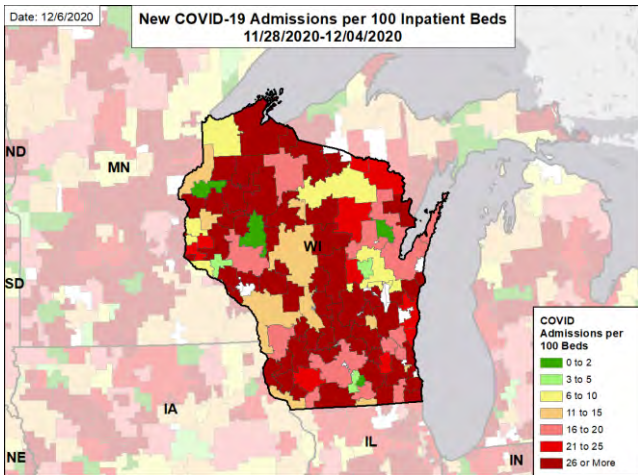 Date: 12/6/2020
New COVID-19 Admissions per 100 Inpatient Beds
11/28/2020-12/04/2020
ND
MN
WI
SD
IA
NE
IL
IN
COVID
Admissions per
100 Beds
0 to 2
3 to 5
6 to 10
11 to 15
16 to 20
21 to 25
26 or More